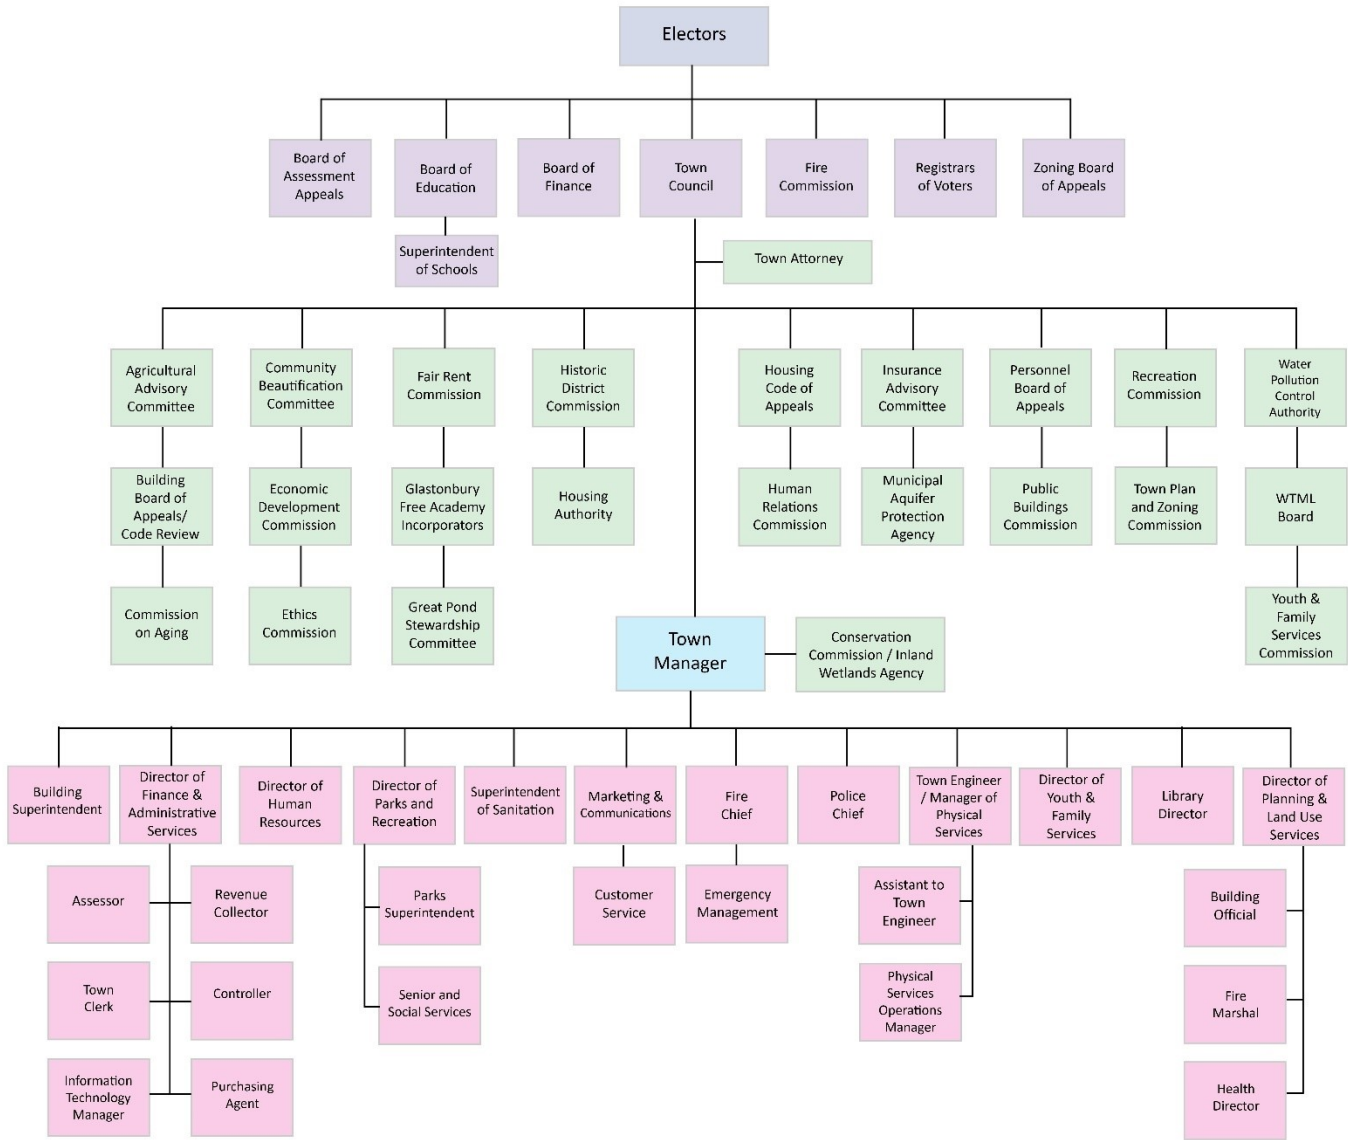 Electors
Board of
Assessment
Appeals
Board of
Education
Board of
Finance
Town
Council
Fire
Commission
Registrars
of Voters
Zoning Board
of Appeals
Superintendent
of Schools
Town Attorney
Agricultural
Advisory
Committee
Community
Beautification
Committee
Fair Rent
Commission
Historic
District
Commission
Housing
Code of
Appeals
Insurance
Advisory
Committee
Personnel
Board of
Appeals
Recreation
Commission
Water
Pollution
Control
Authority
Building
Board of
Appeals/
Code Review
Economic
Development
Commission
Glastonbury
Free Academy
Incorporators
Housing
Authority
Human
Relations
Commission
Municipal
Aquifer
Protection
Agency
Public
Buildings
Commission
Town Plan
and Zoning
Commission
WTML
Board
Commission
on Aging
Ethics
Commission
Great Pond
Stewardship
Committee
Youth &
Family
Services
Commission
Town
Manager
Conservation
Commission / Inland
Wetlands Agency
Building
Superintendent
Director of
Finance &
Administrative
Services
Director of
Human
Resources
Director of
Parks and
Recreation
Superintendent
of Sanitation
Marketing &
Communications
Fire
Chief
Police
Chief
Town Engineer
/ Manager of
Physical
Services
Director of
Youth &
Family
Services
Library
Director
Director of
Planning &
Land Use
Services
Assessor
Revenue
Collector
Parks
Superintendent
Customer
Service
Emergency
Management
Assistant to
Town
Engineer
Building
Official
Town
Clerk
Controller
Senior and
Social Services
Physical
Services
Operations
Manager
Fire
Marshal
Information
Technology
Manager
Purchasing
Agent
Health
Director